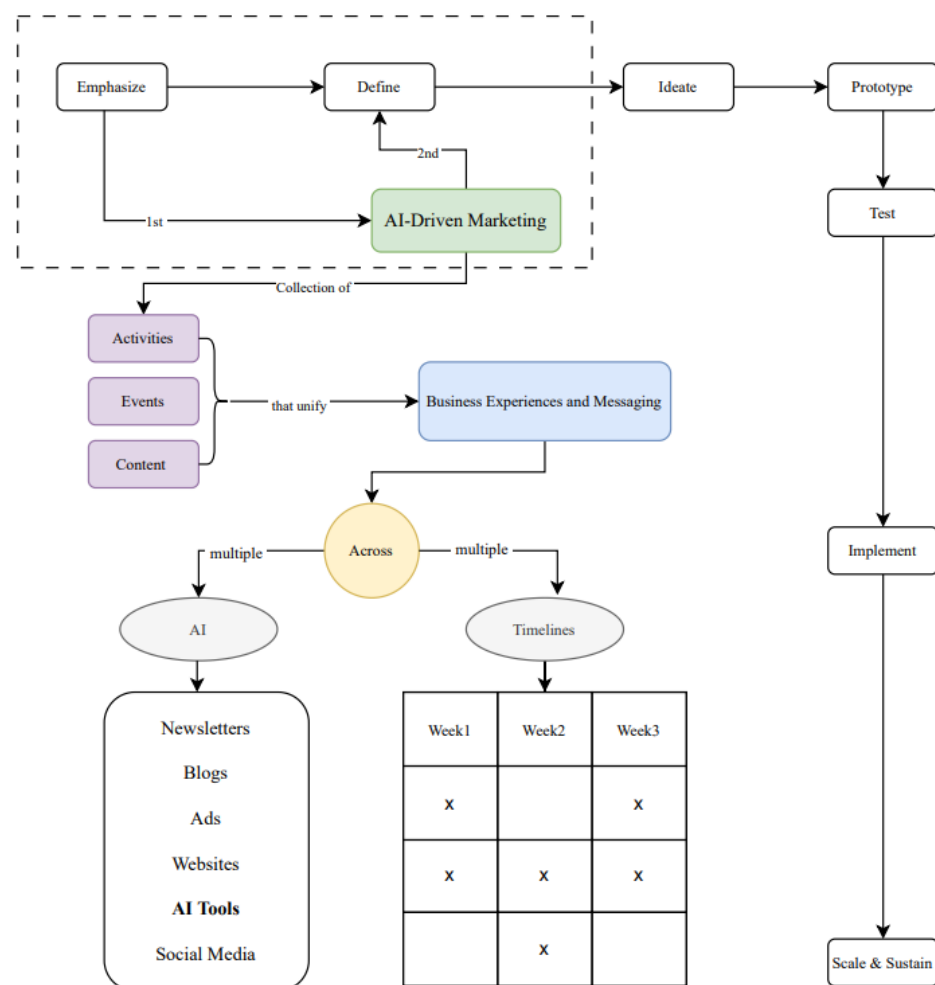 Emphasize
Define
Ideate
Prototype
2nd
1st
AI-Driven Marketing
Test
Collection of
Activities
Events
Content
that unify
Business Experiences and Messaging
multiple
Across
multiple
Implement
AI
Timelines
Newsletters
Blogs
Ads
Websites
AI Tools
Social Media
Week1
Week2
Week3
x
x
x
x
x
x
Scale & Sustain